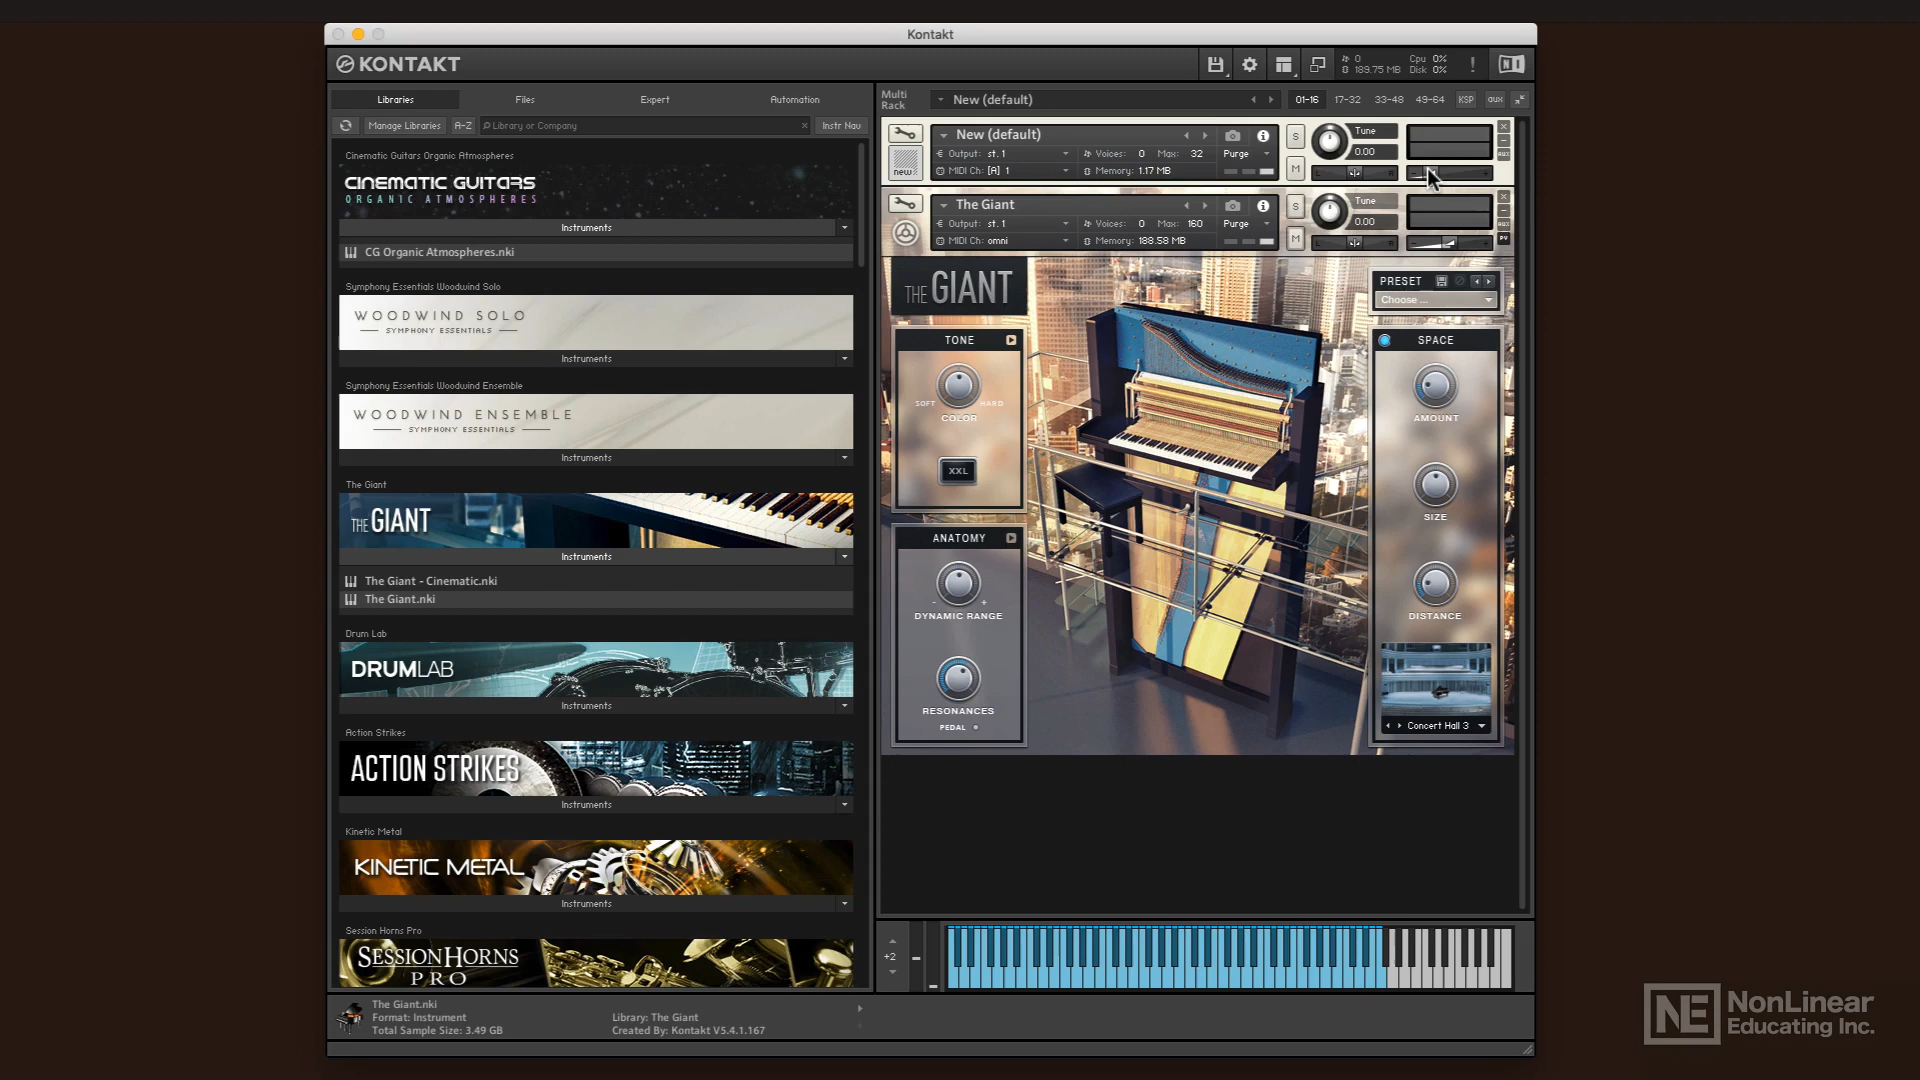 Kontakt
KONTAKT
0
189.75 MB
Cpu 0%
Disk 0%
!
NI
Libraries
Files
Expert
Automation
Manage Libraries
A-Z
Library or Company
Instr Nav
Multi
Rack
New (default)
01-16
17-32
33-48
49-64
KSP
aux
New (default)
Output: st. 1
Voices: 0 Max: 32
Purge
MIDI Ch: [A] 1
Memory: 1.17 MB
new
S
M
Tune
0.00
L
R
aux
The Giant
Output: st. 1
Voices: 0 Max: 160
Purge
MIDI Ch: omni
Memory: 188.58 MB
S
M
Tune
0.00
L
R
aux
PV
Cinematic Guitars Organic Atmospheres
CINEMATIC GUITARS
ORGANIC ATMOSPHERES
Instruments
CG Organic Atmospheres.nki
Symphony Essentials Woodwind Solo
WOODWIND SOLO
SYMPHONY ESSENTIALS
Instruments
Symphony Essentials Woodwind Ensemble
WOODWIND ENSEMBLE
SYMPHONY ESSENTIALS
Instruments
The Giant
THE GIANT
Instruments
The Giant - Cinematic.nki
The Giant.nki
Drum Lab
DRUMLAB
Instruments
Action Strikes
ACTION STRIKES
Instruments
Kinetic Metal
KINETIC METAL
Instruments
Session Horns Pro
SESSION HORNS
PRO
THE GIANT
PRESET
Choose ...
TONE
SOFT
HARD
COLOR
XXL
ANATOMY
- +
DYNAMIC RANGE
RESONANCES
PEDAL
SPACE
AMOUNT
SIZE
DISTANCE
Concert Hall 3
+2
The Giant.nki
Format: Instrument
Total Sample Size: 3.49 GB
Library: The Giant
Created By: Kontakt V5.4.1.167
NE
NonLinear
Educating Inc.